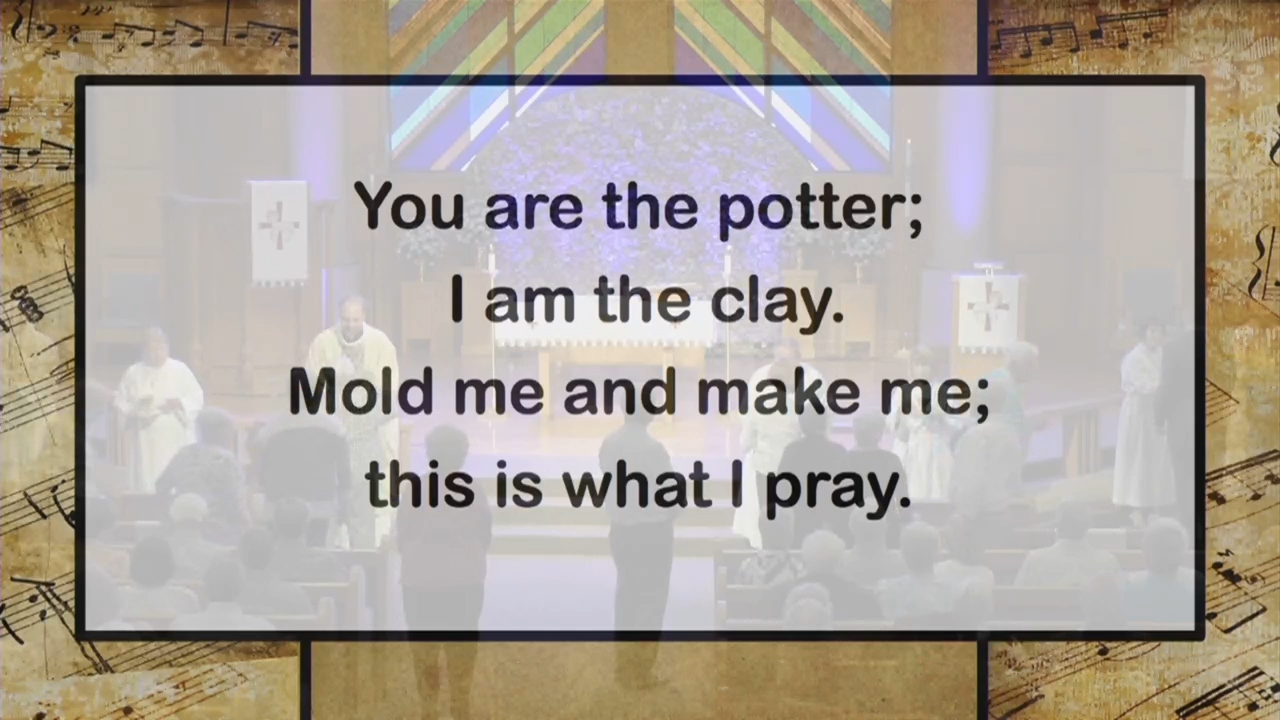 You are the potter;
I am the clay.
Mold me and make me;
this is what I pray.